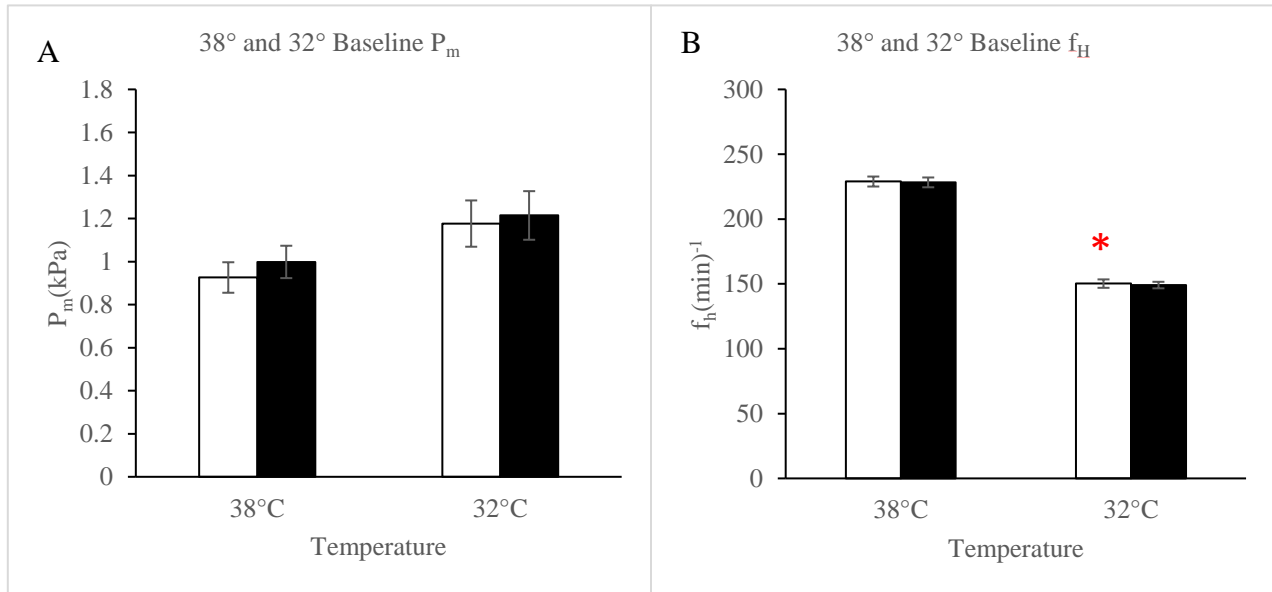 A
38° and 32° Baseline Pm
1.8
1.6
1.4
1.2
1
0.8
0.6
0.4
0.2
0
Pm(kPa)
38°C
32°C
Temperature
B
38° and 32° Baseline fH
300
250
200
150
100
50
0
fh(min)-1
*
38°C
32°C
Temperature